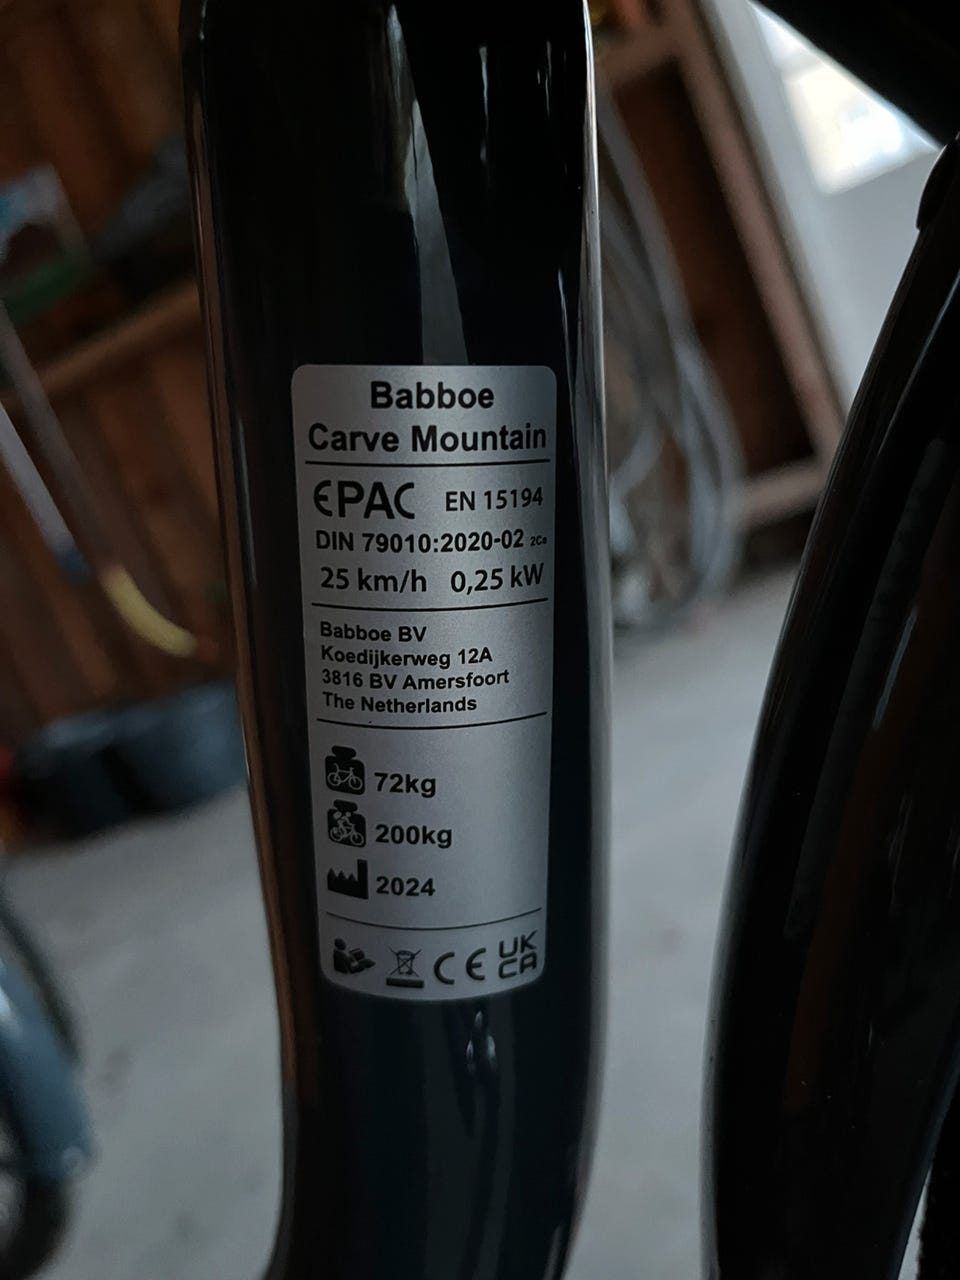 Babboe
Carve Mountain
EPAC EN 15194
DIN 79010:2020-02 2Ce
25 km/h 0,25 kW
Babboe BV
Koedijkerweg 12A
3816 BV Amersfoort
The Netherlands
72kg
200kg
2024
CE UK
CA